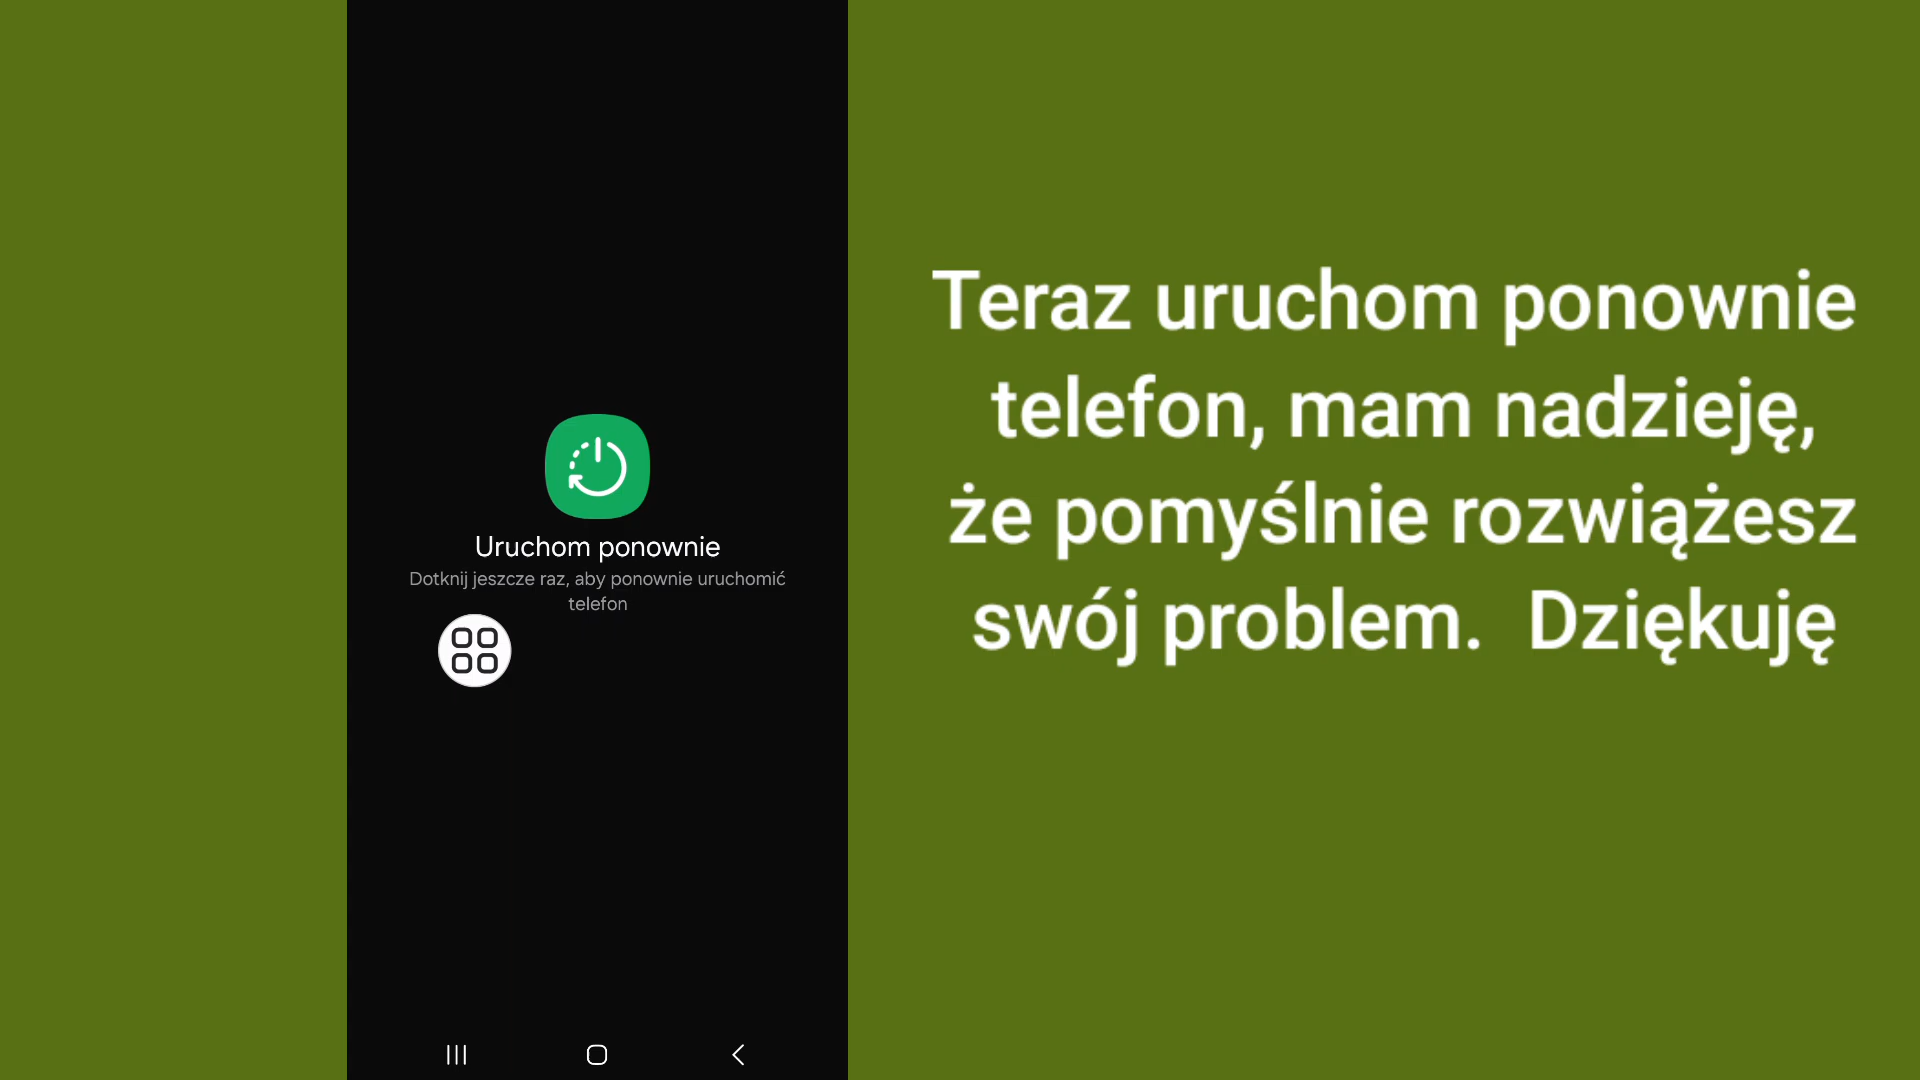 Uruchom ponownie
Dotknij jeszcze raz, aby ponownie uruchomić
telefon
Teraz uruchom ponownie
telefon, mam nadzieję,
że pomyślnie rozwiążesz
swój problem. Dziękuję